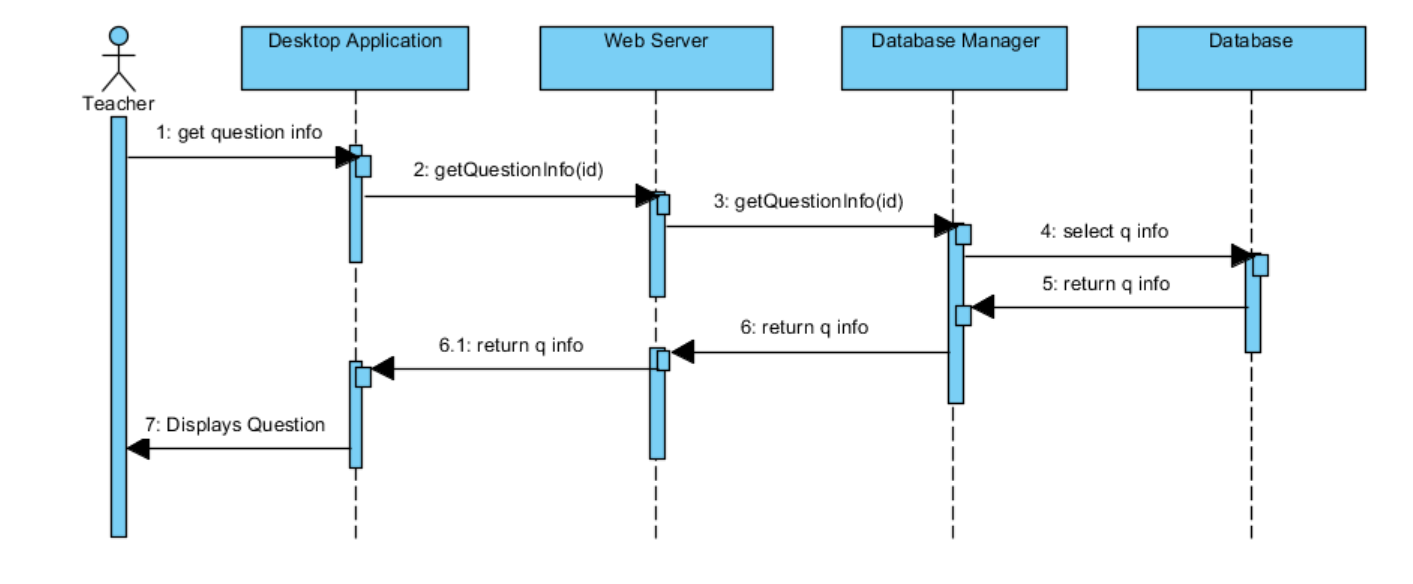 Desktop Application
Web Server
Database Manager
Database
Teacher
1: get question info
2: getQuestionInfo(id)
3: getQuestionInfo(id)
4: select q info
5: return q info
6: return q info
6.1: return q info
7: Displays Question